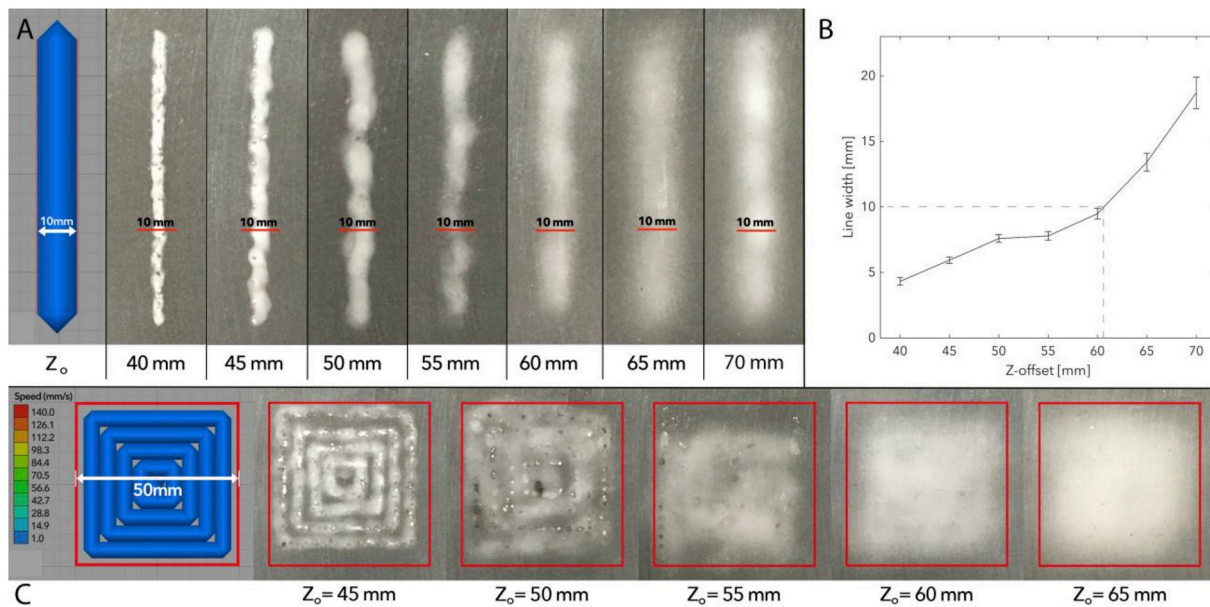 A
10mm
10 mm
10 mm
10 mm
10 mm
10 mm
10 mm
10 mm
Zo
40 mm
45 mm
50 mm
55 mm
60 mm
65 mm
70 mm
B
Line width [mm]
20
15
10
5
0
40
45
50
55
60
65
70
Z-offset [mm]
Speed (mm/s)
140.0
126.1
112.2
98.3
84.4
70.5
56.6
42.7
28.8
14.9
1.0
50mm
C
Zo= 45 mm
Zo= 50 mm
Zo= 55 mm
Zo= 60 mm
Zo= 65 mm